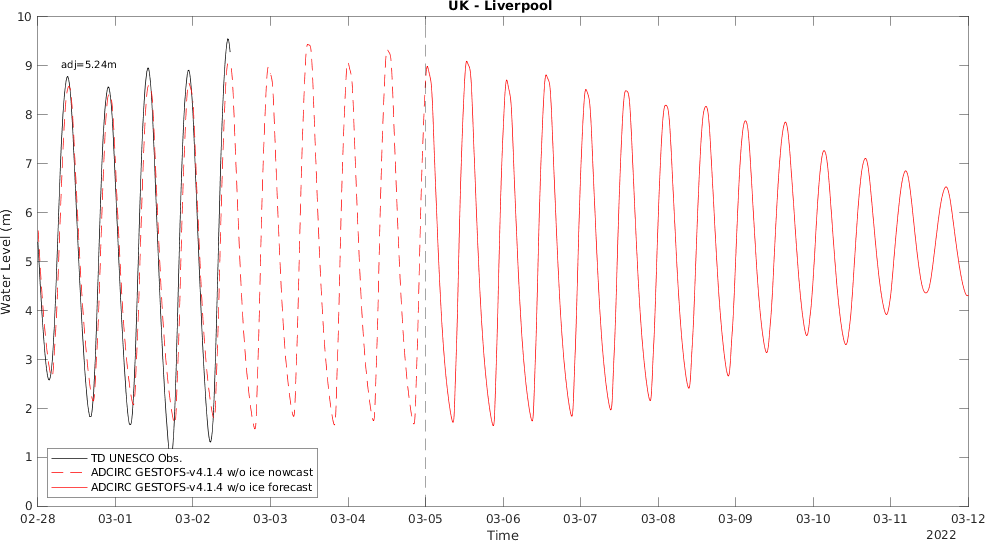 UK - Liverpool
10
9
8
7
6
5
4
3
2
1
0
Water Level (m)
adj=5.24m
TD UNESCO Obs.
ADCIRC GESTOFS-v4.1.4 w/o ice nowcast
ADCIRC GESTOFS-v4.1.4 w/o ice forecast
02-28 03-01 03-02 03-03 03-04 03-05 03-06 03-07 03-08 03-09 03-10 03-11 03-12
Time
2022